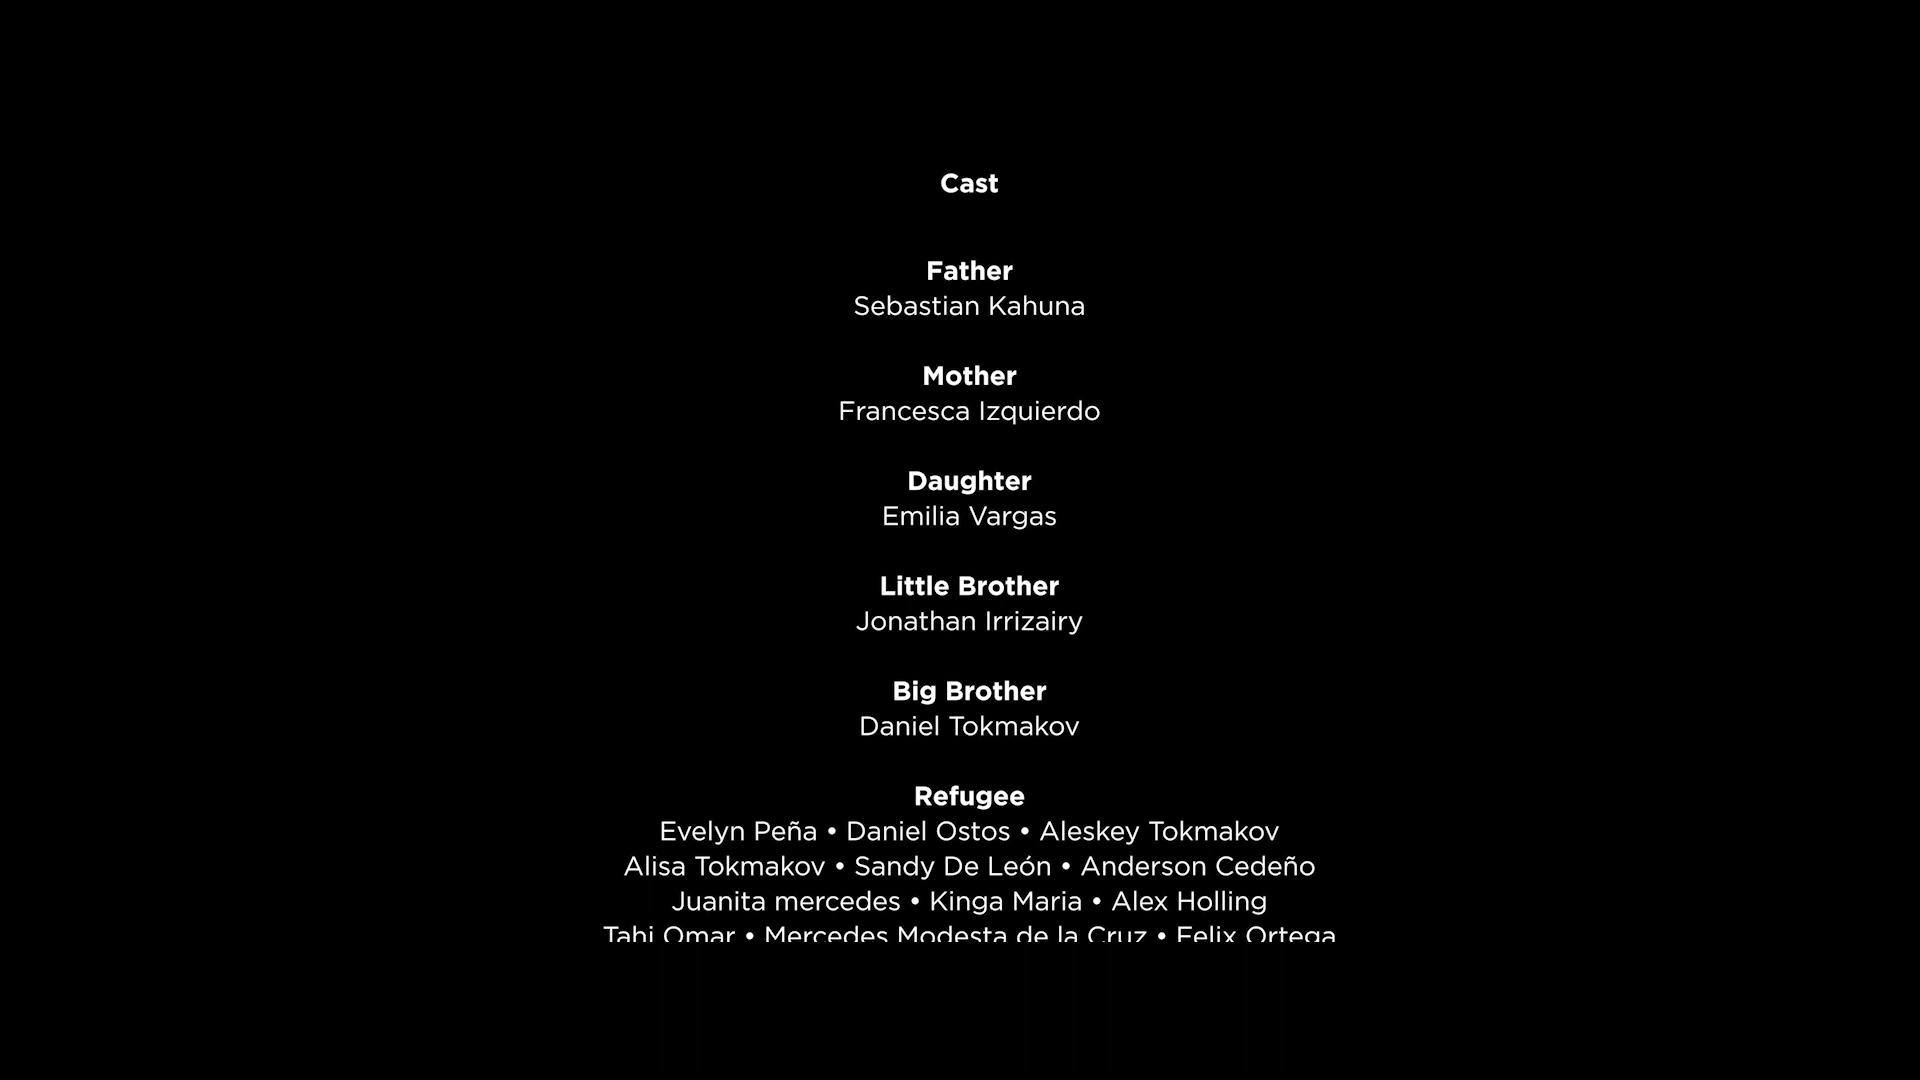 Cast
Father
Sebastian Kahuna
Mother
Francesca Izquierdo
Daughter
Emilia Vargas
Little Brother
Jonathan Irrizairy
Big Brother
Daniel Tokmakov
Refugee
Evelyn Peña • Daniel Ostos • Aleskey Tokmakov
Alisa Tokmakov • Sandy De León • Anderson Cedeño
Juanita mercedes • Kinga Maria • Alex Holling
Tahi Omar • Mercedes Modesta de la Cruz • Felix Ortega